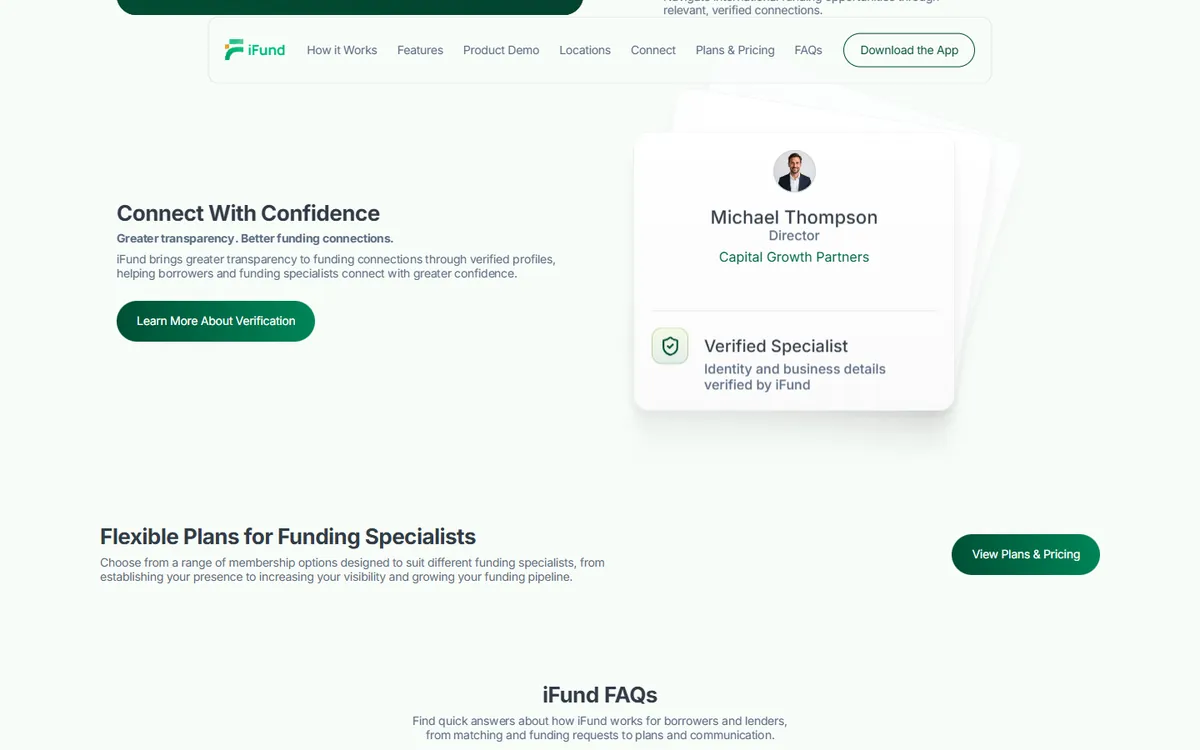 relevant, verified connections.
iFund
How it Works
Features
Product Demo
Locations
Connect
Plans & Pricing
FAQs
Download the App
Connect With Confidence
Greater transparency. Better funding connections.
iFund brings greater transparency to funding connections through verified profiles,
helping borrowers and funding specialists connect with greater confidence.
Learn More About Verification
Michael Thompson
Director
Capital Growth Partners
Verified Specialist
Identity and business details
verified by iFund
Flexible Plans for Funding Specialists
Choose from a range of membership options designed to suit different funding specialists, from
establishing your presence to increasing your visibility and growing your funding pipeline.
View Plans & Pricing
iFund FAQs
Find quick answers about how iFund works for borrowers and lenders,
from matching and funding requests to plans and communication.